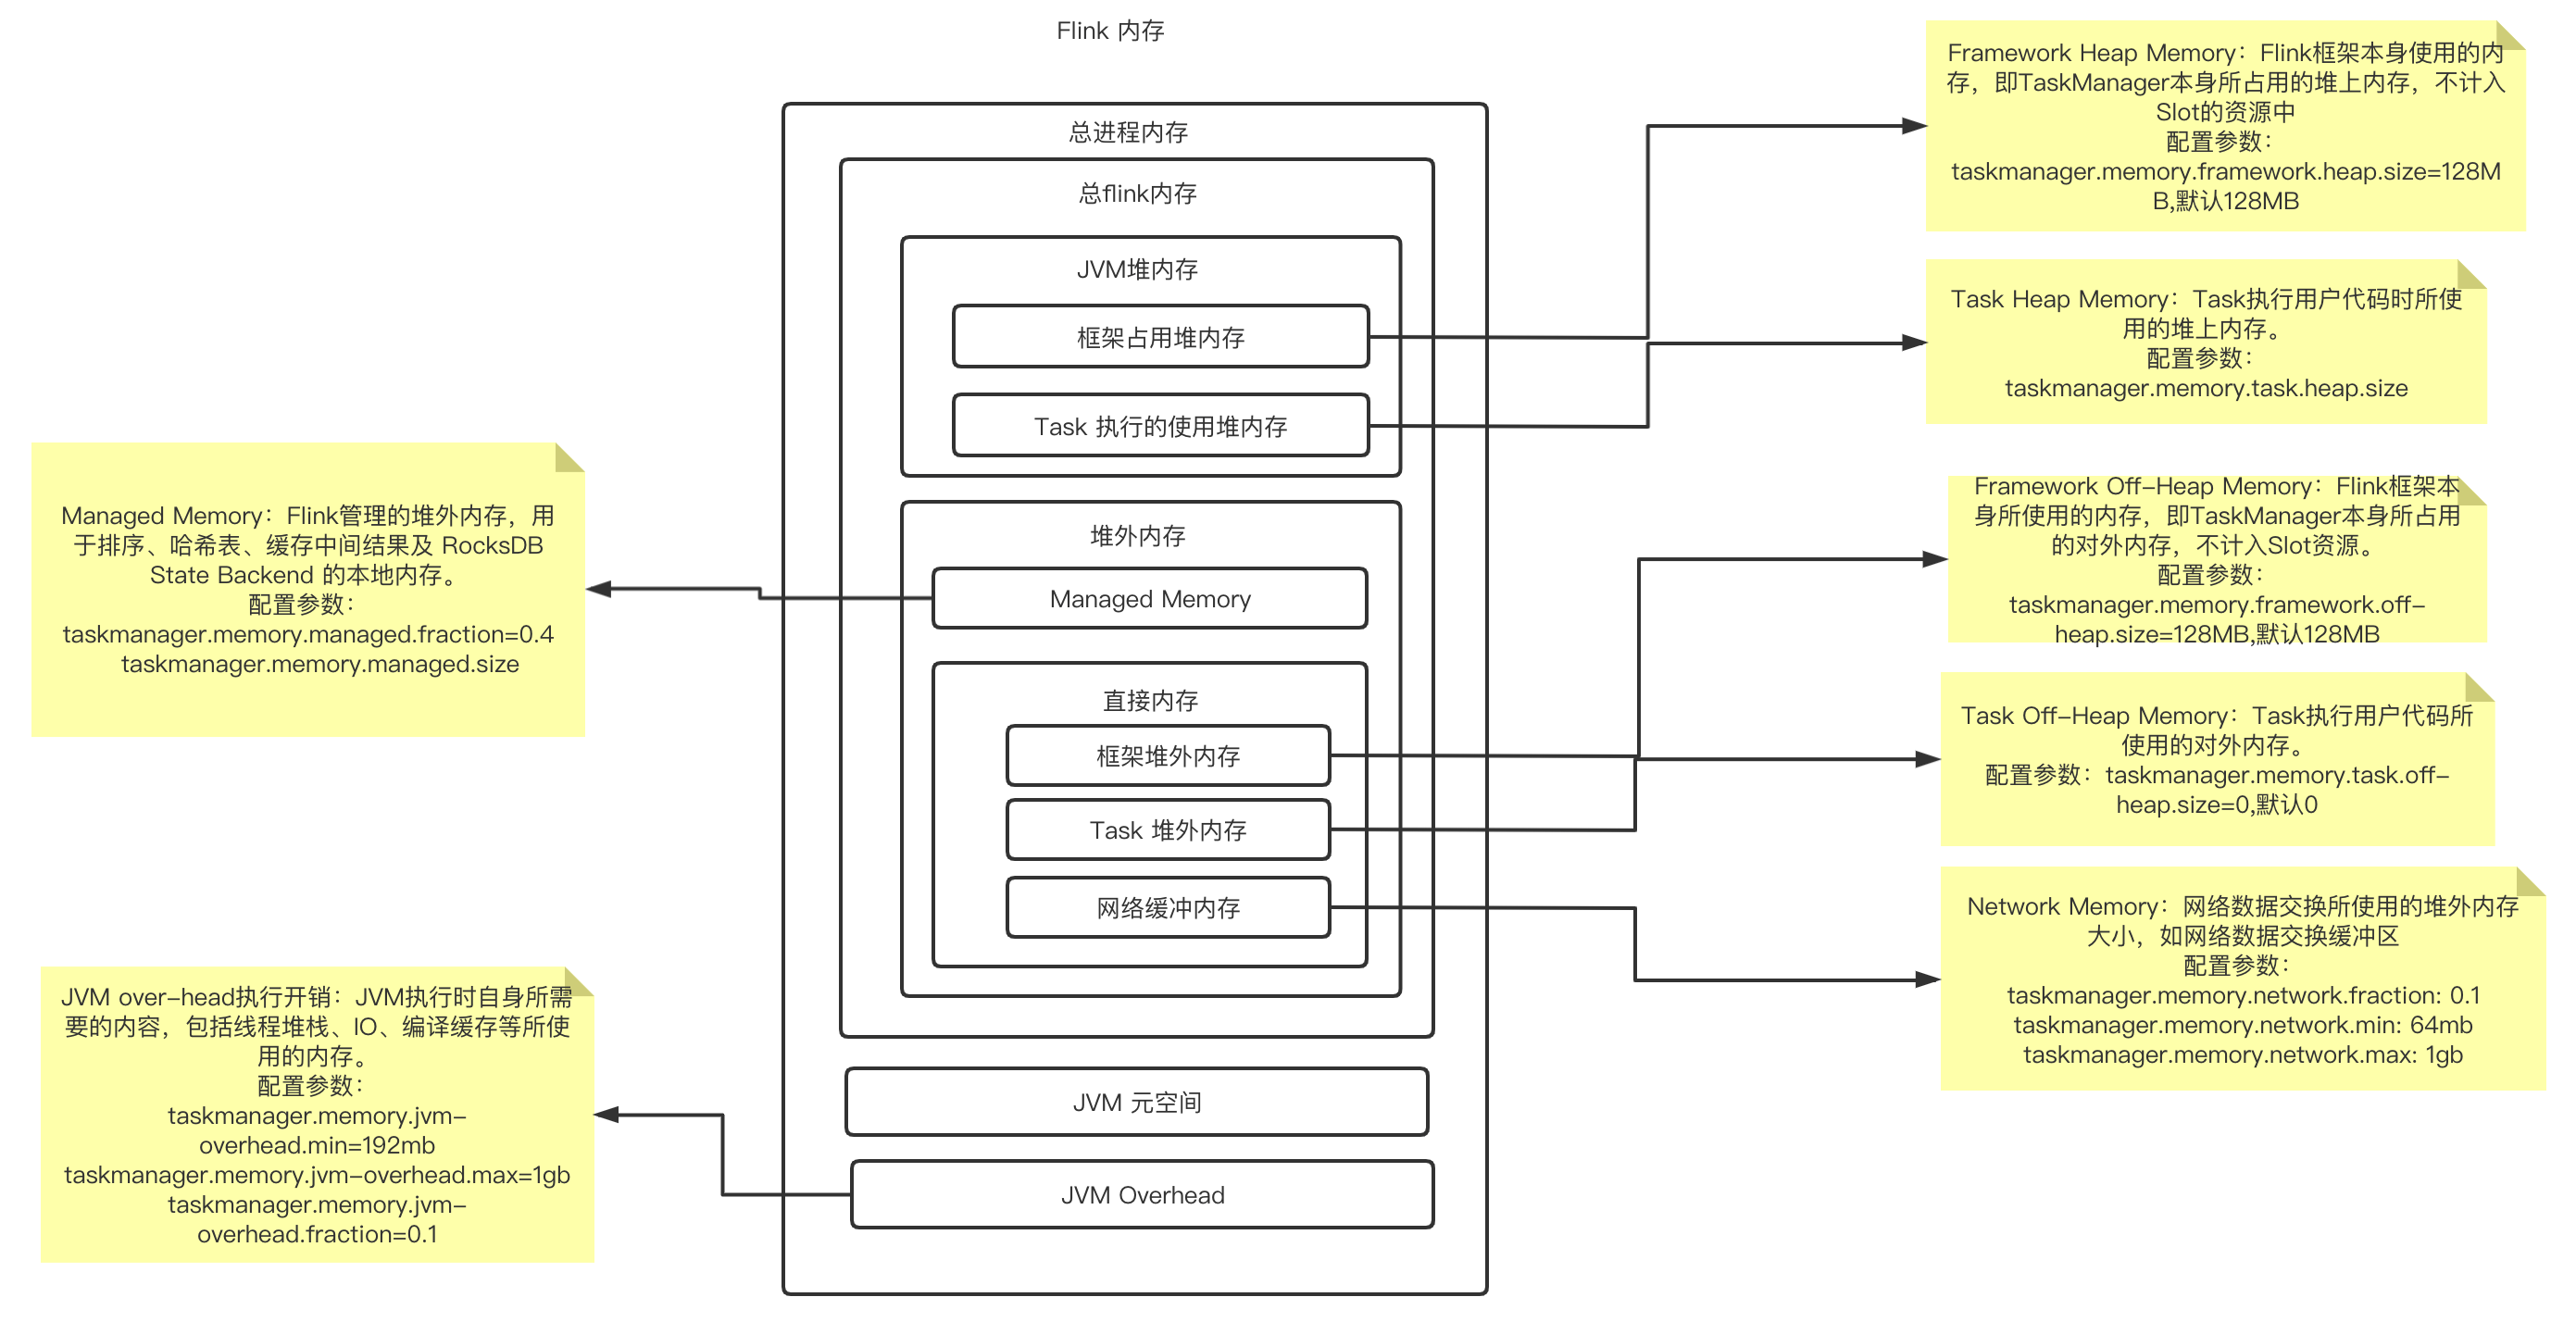 Flink 内存
总进程内存
总flink内存
JVM堆内存
框架占用堆内存
Task 执行的使用堆内存
堆外内存
Managed Memory
直接内存
框架堆外内存
Task 堆外内存
网络缓冲内存
JVM 元空间
JVM Overhead
Managed Memory：Flink管理的堆外内存，用
于排序、哈希表、缓存中间结果及 RocksDB
State Backend 的本地内存。
配置参数：
taskmanager.memory.managed.fraction=0.4
taskmanager.memory.managed.size
JVM over-head执行开销：JVM执行时自身所需
要的内容，包括线程堆栈、IO、编译缓存等所使
用的内存。
配置参数：
taskmanager.memory.jvm-
overhead.min=192mb
taskmanager.memory.jvm-overhead.max=1gb
taskmanager.memory.jvm-
overhead.fraction=0.1
Framework Heap Memory：Flink框架本身使用的内
存，即TaskManager本身所占用的堆上内存，不计入
Slot的资源中
配置参数：
taskmanager.memory.framework.heap.size=128M
B,默认128MB
Task Heap Memory：Task执行用户代码时所使
用的堆上内存。
配置参数：
taskmanager.memory.task.heap.size
Framework Off-Heap Memory：Flink框架本
身所使用的内存，即TaskManager本身所占用
的对外内存，不计入Slot资源。
配置参数：
taskmanager.memory.framework.off-
heap.size=128MB,默认128MB
Task Off-Heap Memory：Task执行用户代码所
使用的对外内存。
配置参数：taskmanager.memory.task.off-
heap.size=0,默认0
Network Memory：网络数据交换所使用的堆外内存
大小，如网络数据交换缓冲区
配置参数：
taskmanager.memory.network.fraction: 0.1
taskmanager.memory.network.min: 64mb
taskmanager.memory.network.max: 1gb